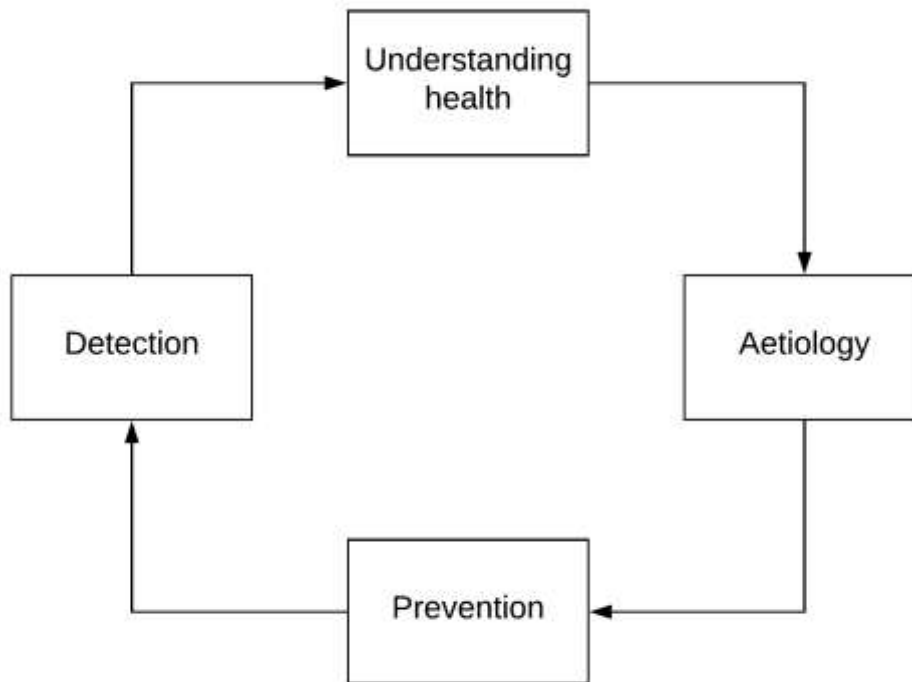 Understanding
health
Detection
Aetiology
Prevention